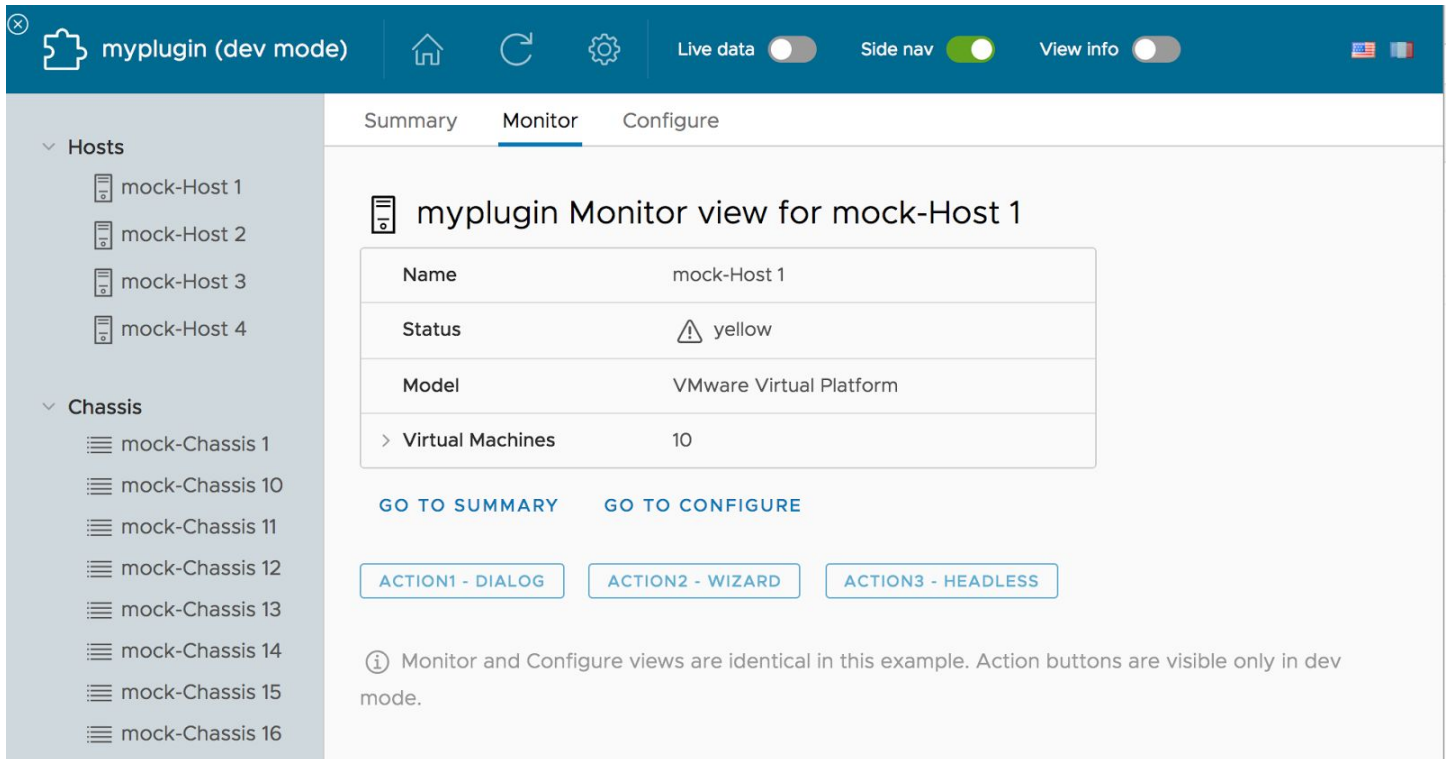 myplugin (dev mode)
Live data
Side nav
View info
Hosts
mock-Host 1
mock-Host 2
mock-Host 3
mock-Host 4
Chassis
mock-Chassis 1
mock-Chassis 10
mock-Chassis 11
mock-Chassis 12
mock-Chassis 13
mock-Chassis 14
mock-Chassis 15
mock-Chassis 16
Summary Monitor Configure
myplugin Monitor view for mock-Host 1
Name mock-Host 1
Status yellow
Model VMware Virtual Platform
Virtual Machines 10
GO TO SUMMARY GO TO CONFIGURE
ACTION1 - DIALOG ACTION2 - WIZARD ACTION3 - HEADLESS
Monitor and Configure views are identical in this example. Action buttons are visible only in dev
mode.